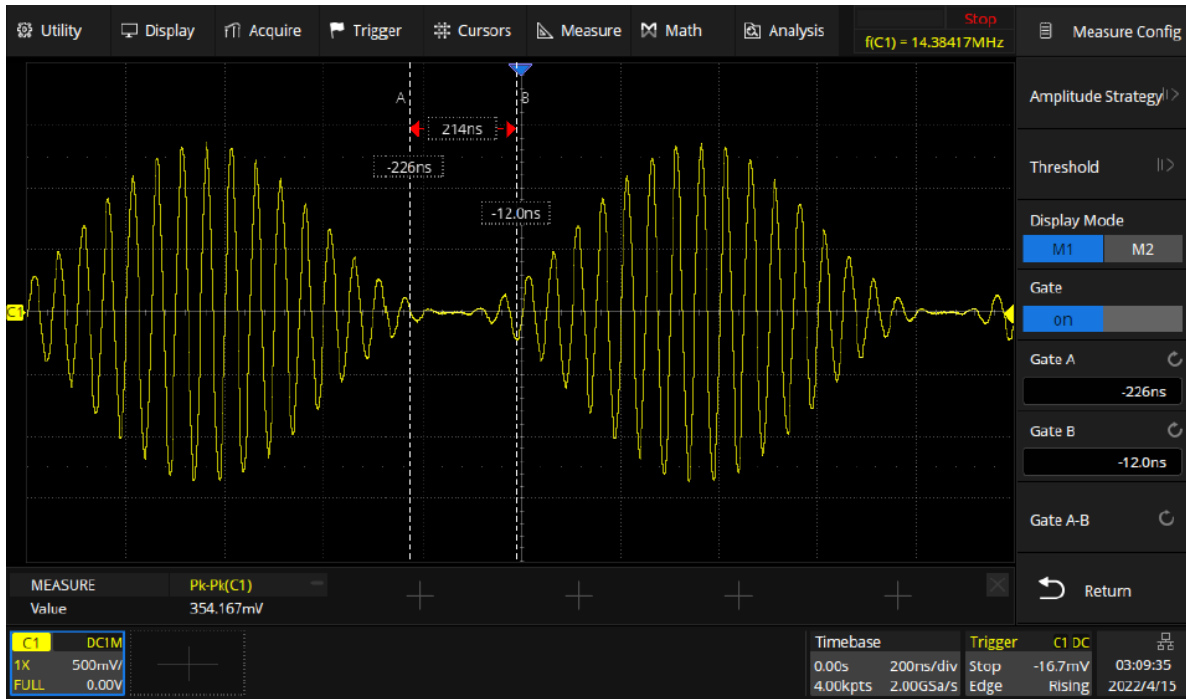 Utility Display Acquire Trigger Cursors Measure Math Analysis
Stop
f(C1) = 14.38417MHz
Measure Config
Amplitude Strategy
Threshold
Display Mode
M1 M2
Gate
on
Gate A
-226ns
Gate B
-12.0ns
Gate A-B
Return
A B
214ns
-226ns
-12.0ns
C1
MEASURE Pk-Pk(C1)
Value 354.167mV
C1 DC1M
1X 500mV/
FULL 0.00V
Timebase
0.00s 200ns/div
4.00kpts 2.00GSa/s
Trigger C1 DC
Stop -16.7mV
Edge Rising
03:09:35
2022/4/15